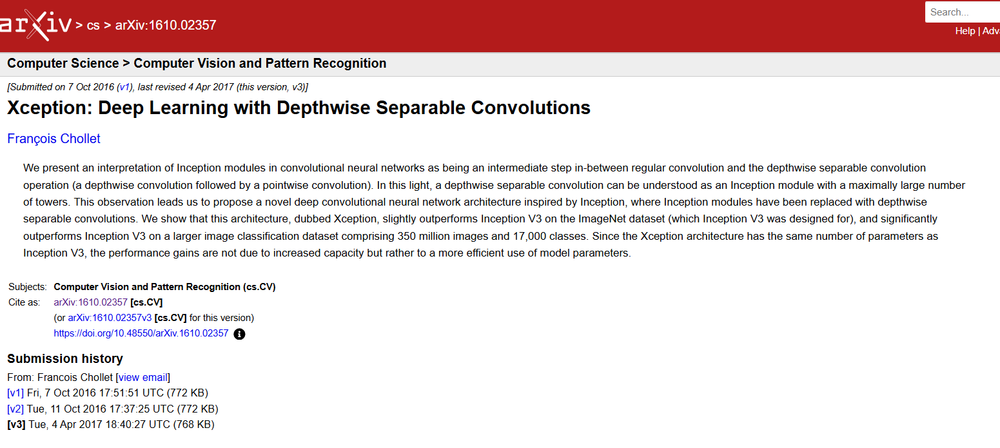 arXiv > cs > arXiv:1610.02357
Search...
Help | Adv
Computer Science > Computer Vision and Pattern Recognition
[Submitted on 7 Oct 2016 (v1), last revised 4 Apr 2017 (this version, v3)]
Xception: Deep Learning with Depthwise Separable Convolutions
François Chollet
We present an interpretation of Inception modules in convolutional neural networks as being an intermediate step in-between regular convolution and the depthwise separable convolution
operation (a depthwise convolution followed by a pointwise convolution). In this light, a depthwise separable convolution can be understood as an Inception module with a maximally large number
of towers. This observation leads us to propose a novel deep convolutional neural network architecture inspired by Inception, where Inception modules have been replaced with depthwise
separable convolutions. We show that this architecture, dubbed Xception, slightly outperforms Inception V3 on the ImageNet dataset (which Inception V3 was designed for), and significantly
outperforms Inception V3 on a larger image classification dataset comprising 350 million images and 17,000 classes. Since the Xception architecture has the same number of parameters as
Inception V3, the performance gains are not due to increased capacity but rather to a more efficient use of model parameters.
Subjects: Computer Vision and Pattern Recognition (cs.CV)
Cite as: arXiv:1610.02357 [cs.CV]
(or arXiv:1610.02357v3 [cs.CV] for this version)
https://doi.org/10.48550/arXiv.1610.02357
Submission history
From: Francois Chollet [view email]
[v1] Fri, 7 Oct 2016 17:51:51 UTC (772 KB)
[v2] Tue, 11 Oct 2016 17:37:25 UTC (772 KB)
[v3] Tue, 4 Apr 2017 18:40:27 UTC (768 KB)